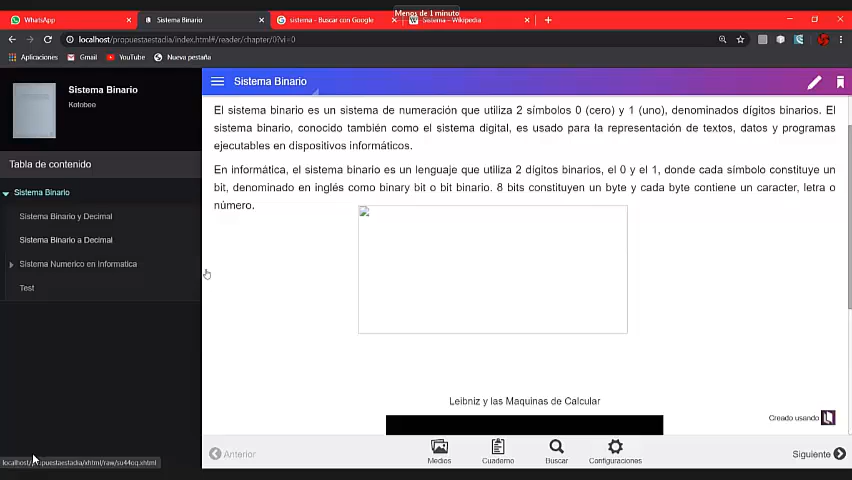 Menos de 1 minuto
WhatsApp
Sistema Binario
sistema - Buscar con Google
Sistema - Wikipedia
localhost/propuestaestadia/index.html#/reader/chapter/0?vi=0
Aplicaciones
Gmail
YouTube
Nueva pestaña
Sistema Binario
Kotobee
Tabla de contenido
Sistema Binario
Sistema Binario y Decimal
Sistema Binario a Decimal
Sistema Numerico en Informatica
Test
Sistema Binario
El sistema binario es un sistema de numeración que utiliza 2 símbolos 0 (cero) y 1 (uno), denominados dígitos binarios. El
sistema binario, conocido también como el sistema digital, es usado para la representación de textos, datos y programas
ejecutables en dispositivos informáticos.
En informática, el sistema binario es un lenguaje que utiliza 2 dígitos binarios, el 0 y el 1, donde cada símbolo constituye un
bit, denominado en inglés como binary bit o bit binario. 8 bits constituyen un byte y cada byte contiene un caracter, letra o
número.
Leibniz y las Maquinas de Calcular
Creado usando
Anterior
Medios
Cuaderno
Buscar
Configuraciones
Siguiente